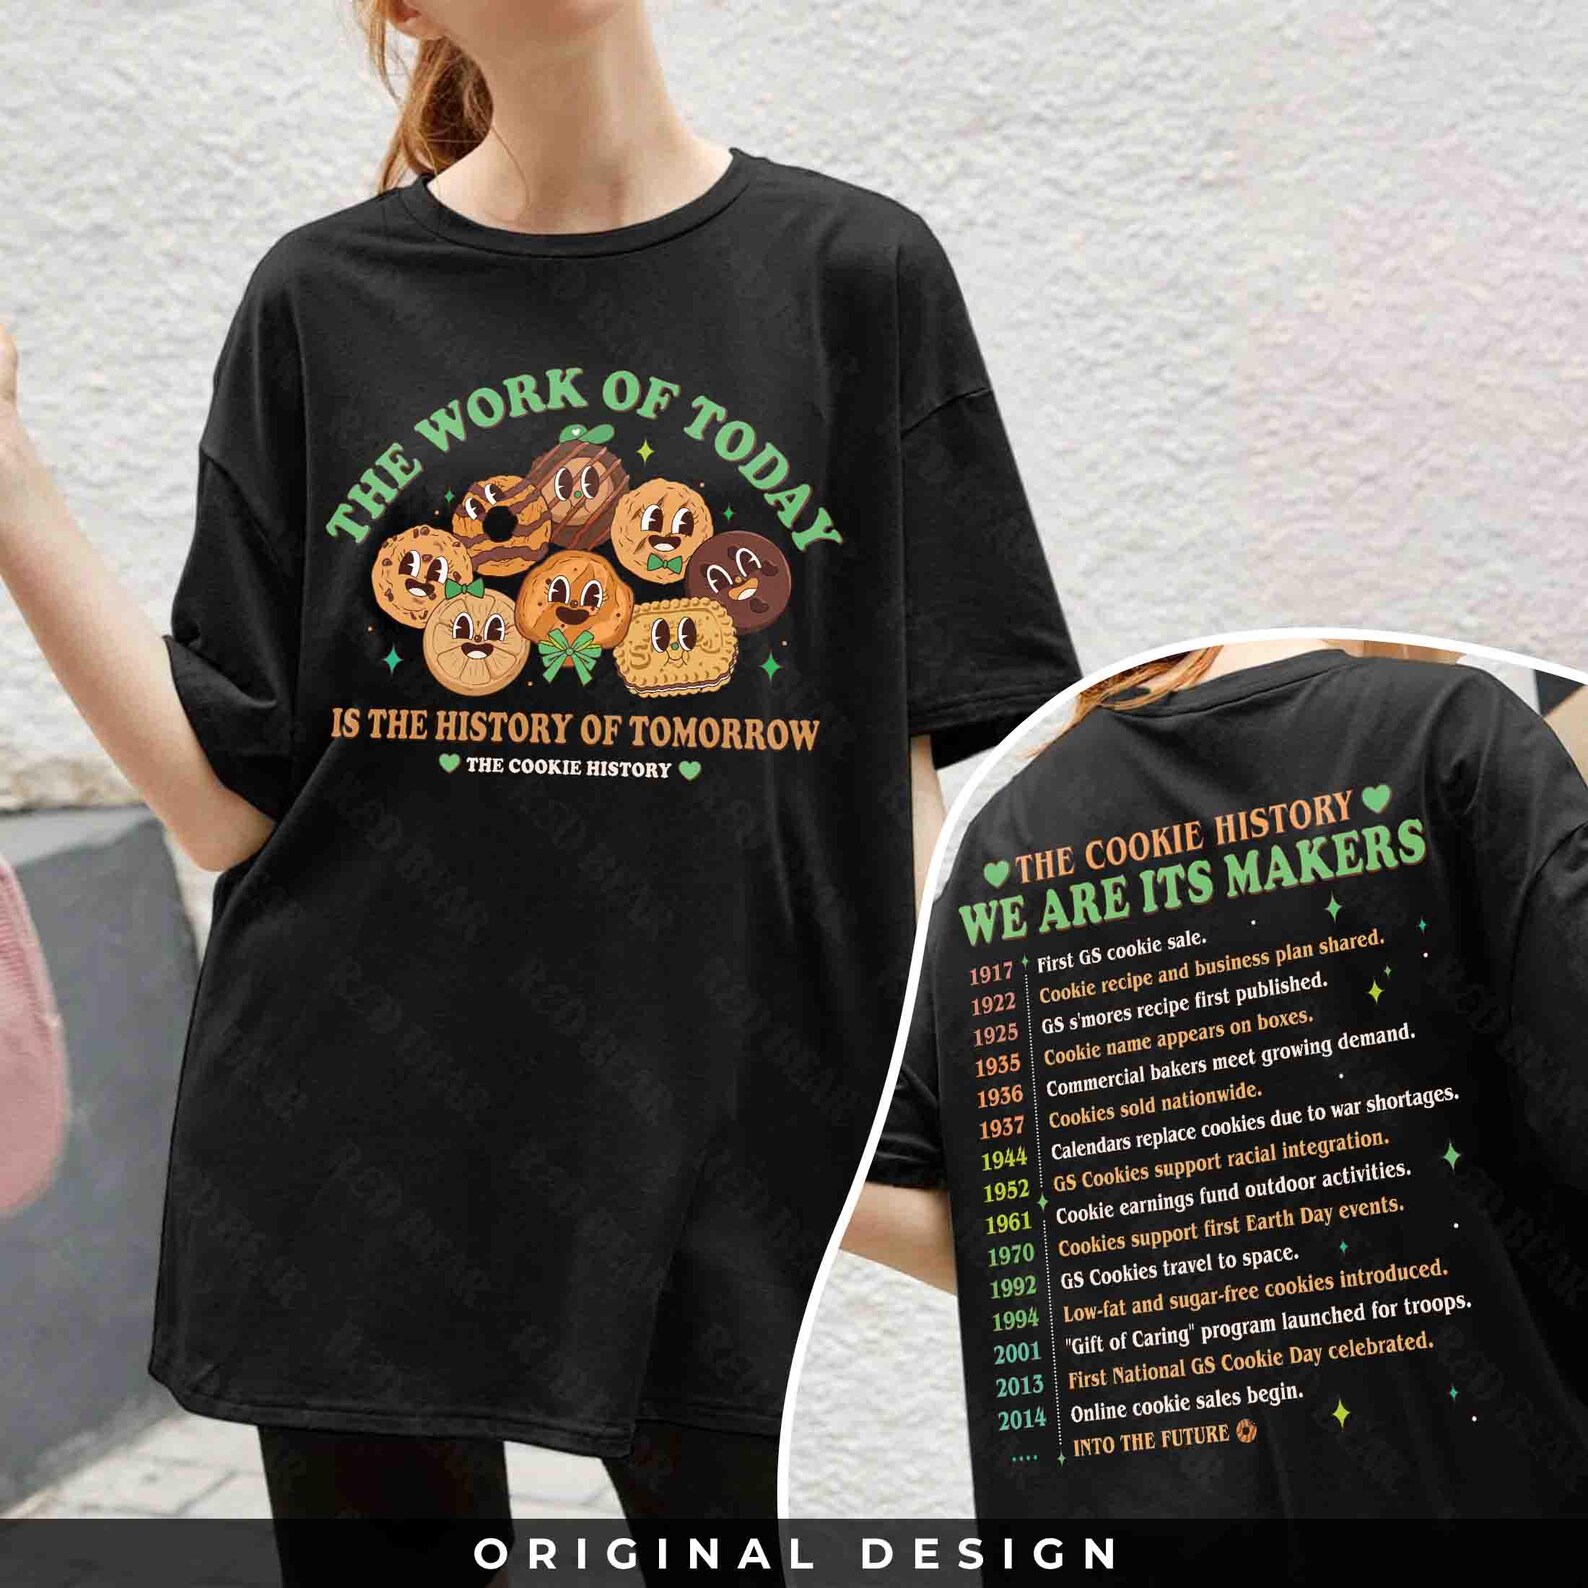 THE WORK OF TODAY
IS THE HISTORY OF TOMORROW
THE COOKIE HISTORY
THE COOKIE HISTORY
WE ARE ITS MAKERS
1917 First GS cookie sale.
1922 Cookie recipe and business plan shared.
1925 GS s'mores recipe first published.
1935 Cookie name appears on boxes.
1936 Commercial bakers meet growing demand.
1937 Cookies sold nationwide.
1944 Calendars replace cookies due to war shortages.
1952 GS Cookies support racial integration.
1961 Cookie earnings fund outdoor activities.
1970 Cookies support first Earth Day events.
1992 GS Cookies travel to space.
1994 Low-fat and sugar-free cookies introduced.
2001 "Gift of Caring" program launched for troops.
2013 First National GS Cookie Day celebrated.
2014 Online cookie sales begin.
.... INTO THE FUTURE
ORIGINAL DESIGN